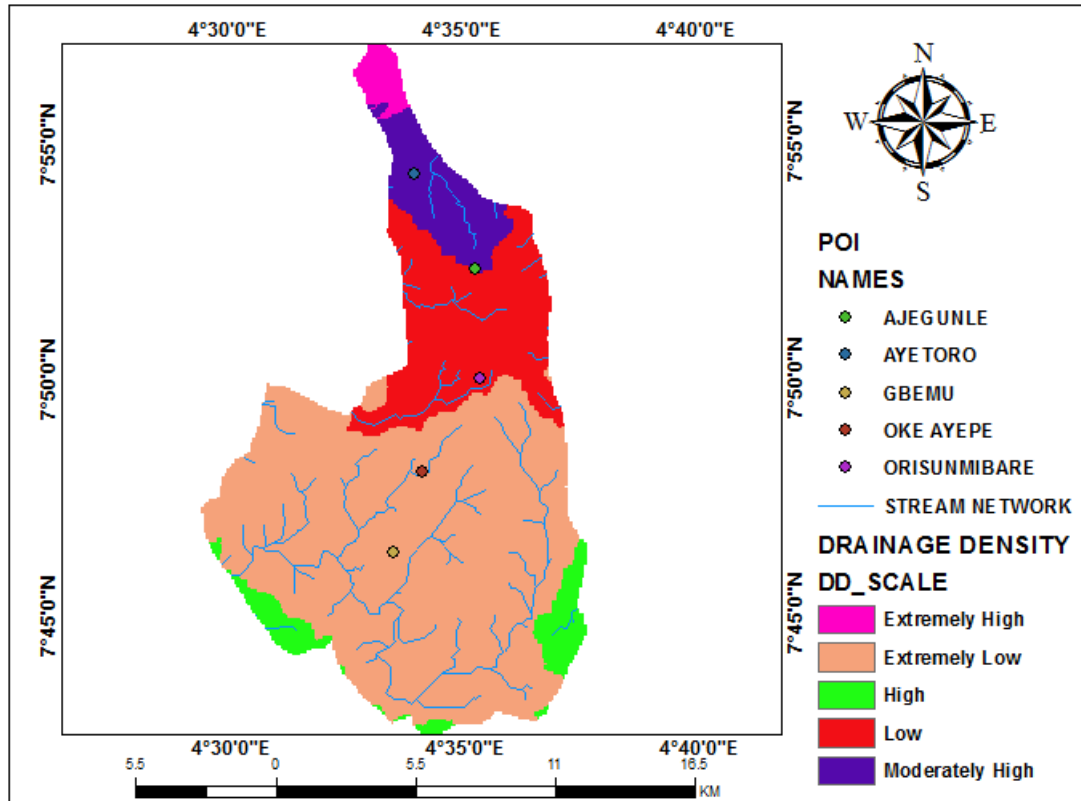 4°30'0"E 4°35'0"E 4°40'0"E
N
W E
S
7°55'0"N 7°55'0"N
7°50'0"N 7°50'0"N
7°45'0"N 7°45'0"N
POI
NAMES
AJEGUNLE
AYETORO
GBEMU
OKE AYEPE
ORISUNMIBARE
STREAM NETWORK
DRAINAGE DENSITY
DD_SCALE
Extremely High
Extremely Low
High
Low
Moderately High
4°30'0"E 4°35'0"E 4°40'0"E
5.5 0 5.5 11 16.5
KM